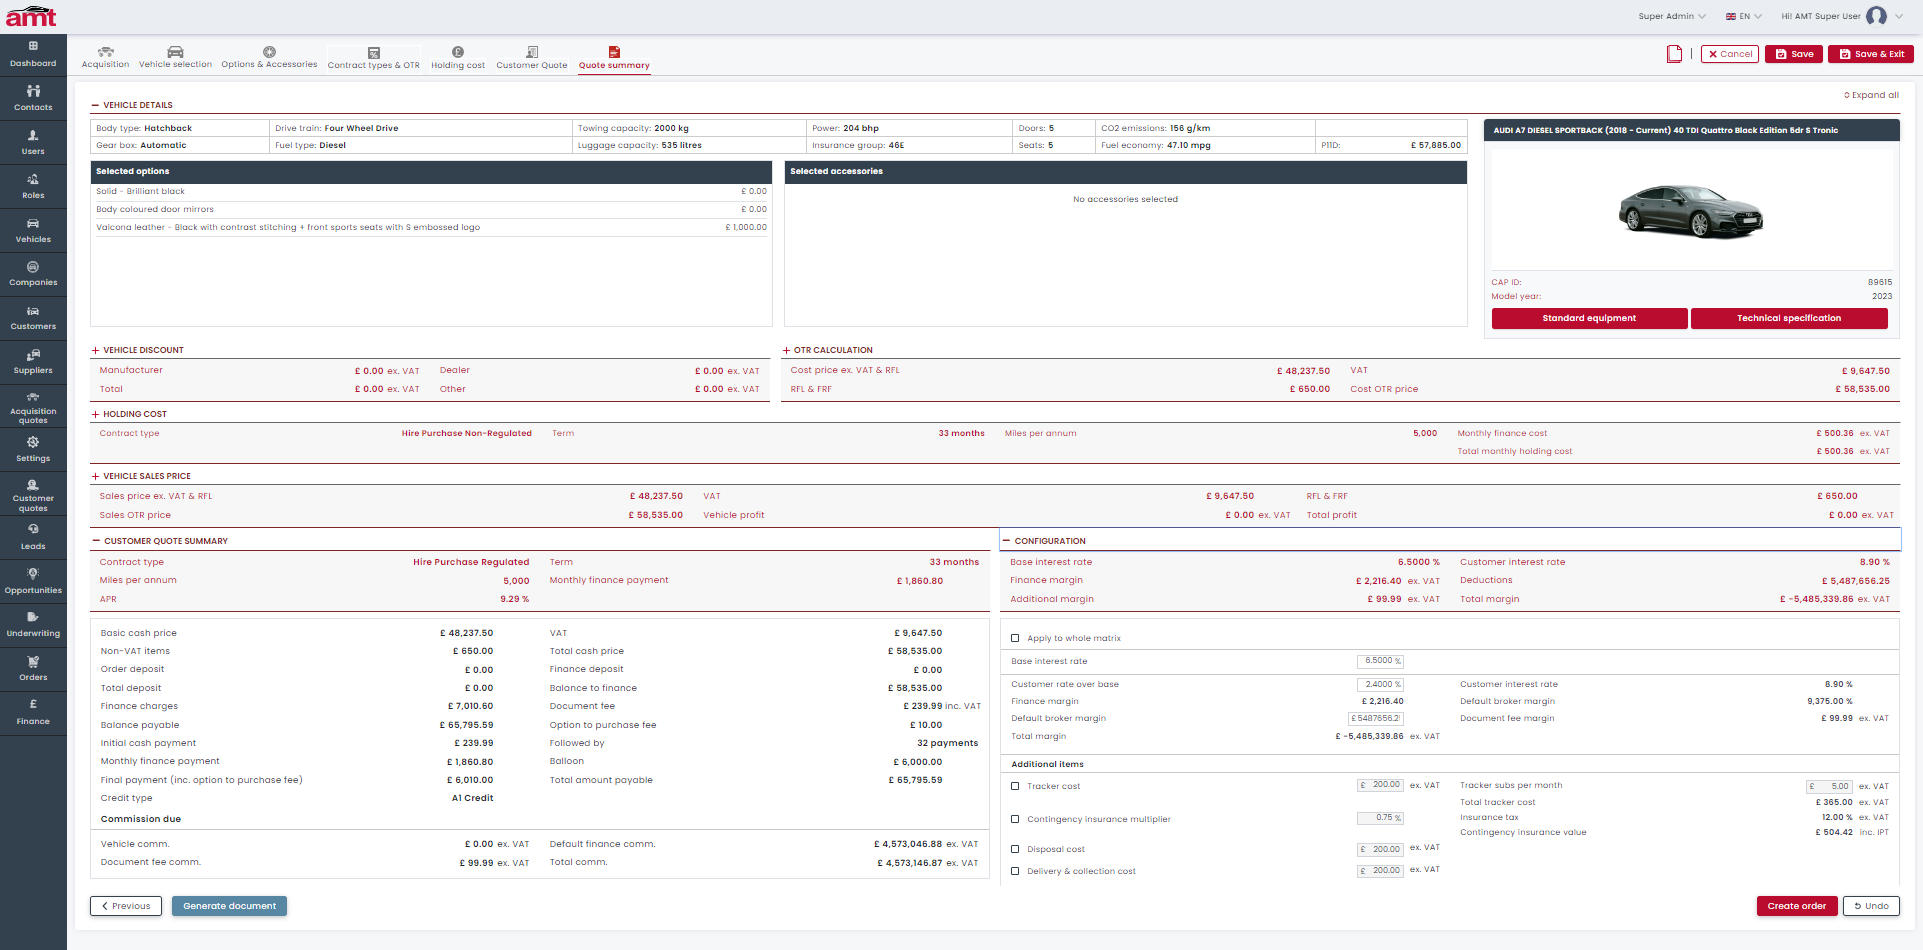 amt
Super Admin
EN
Hi! AMT Super User
Dashboard
Contacts
Users
Roles
Vehicles
Companies
Customers
Suppliers
Acquisition
quotes
Settings
Customer
quotes
Leads
Opportunities
Underwriting
Orders
Finance
Acquisition
Vehicle selection
Options & Accessories
Contract types & OTR
Holding cost
Customer Quote
Quote summary
Cancel
Save
Save & Exit
Expand all
VEHICLE DETAILS
Body type: Hatchback Drive train: Four Wheel Drive Towing capacity: 2000 kg Power: 204 bhp Doors: 5 CO2 emissions: 156 g/km
Gear box: Automatic Fuel type: Diesel Luggage capacity: 535 litres Insurance group: 46E Seats: 5 Fuel economy: 47.10 mpg P11D: £ 57,885.00
Selected options
Solid - Brilliant black £ 0.00
Body coloured door mirrors £ 0.00
Valcona leather - Black with contrast stitching + front sports seats with S embossed logo £ 1,000.00
Selected accessories
No accessories selected
AUDI A7 DIESEL SPORTBACK (2018 - Current) 40 TDI Quattro Black Edition 5dr S Tronic
CAP ID: 89615
Model year: 2023
Standard equipment
Technical specification
VEHICLE DISCOUNT
Manufacturer £ 0.00 ex. VAT Dealer £ 0.00 ex. VAT
Total £ 0.00 ex. VAT Other £ 0.00 ex. VAT
OTR CALCULATION
Cost price ex. VAT & RFL £ 48,237.50 VAT £ 9,647.50
RFL & FRF £ 650.00 Cost OTR price £ 58,535.00
HOLDING COST
Contract type Hire Purchase Non-Regulated Term 33 months Miles per annum 5,000 Monthly finance cost £ 500.36 ex. VAT
Total monthly holding cost £ 500.36 ex. VAT
VEHICLE SALES PRICE
Sales price ex. VAT & RFL £ 48,237.50 VAT £ 9,647.50 RFL & FRF £ 650.00
Sales OTR price £ 58,535.00 Vehicle profit £ 0.00 ex. VAT Total profit £ 0.00 ex. VAT
CUSTOMER QUOTE SUMMARY
Contract type Hire Purchase Regulated Term 33 months
Miles per annum 5,000 Monthly finance payment £ 1,860.80
APR 9.29 %
Basic cash price £ 48,237.50 VAT £ 9,647.50
Non-VAT items £ 650.00 Total cash price £ 58,535.00
Order deposit £ 0.00 Finance deposit £ 0.00
Total deposit £ 0.00 Balance to finance £ 58,535.00
Finance charges £ 7,010.60 Document fee £ 239.99 inc. VAT
Balance payable £ 65,795.59 Option to purchase fee £ 10.00
Initial cash payment £ 239.99 Followed by 32 payments
Monthly finance payment £ 1,860.80 Balloon £ 6,000.00
Final payment (inc. option to purchase fee) £ 6,010.00 Total amount payable £ 65,795.59
Credit type A1 Credit
Commission due
Vehicle comm. £ 0.00 ex. VAT Default finance comm. £ 4,573,046.88 ex. VAT
Document fee comm. £ 99.99 ex. VAT Total comm. £ 4,573,146.87 ex. VAT
CONFIGURATION
Base interest rate 6.5000 % Customer interest rate 8.90 %
Finance margin £ 2,216.40 ex. VAT Deductions £ 5,487,656.25
Additional margin £ 99.99 ex. VAT Total margin £ -5,485,339.86 ex. VAT
Apply to whole matrix
Base interest rate 6.5000 %
Customer rate over base 2.4000 % Customer interest rate 8.90 %
Finance margin £ 2,216.40 Default broker margin 9,375.00 %
Default broker margin £ 5487656.2 Document fee margin £ 99.99 ex. VAT
Total margin £ -5,485,339.86 ex. VAT
Additional items
Tracker cost £ 200.00 ex. VAT Tracker subs per month £ 5.00 ex. VAT
Total tracker cost £ 365.00 ex. VAT
Contingency insurance multiplier 0.75 % Insurance tax 12.00 % ex. VAT
Contingency insurance value £ 504.42 inc. IPT
Disposal cost £ 200.00 ex. VAT
Delivery & collection cost £ 200.00 ex. VAT
Previous
Generate document
Create order
Undo